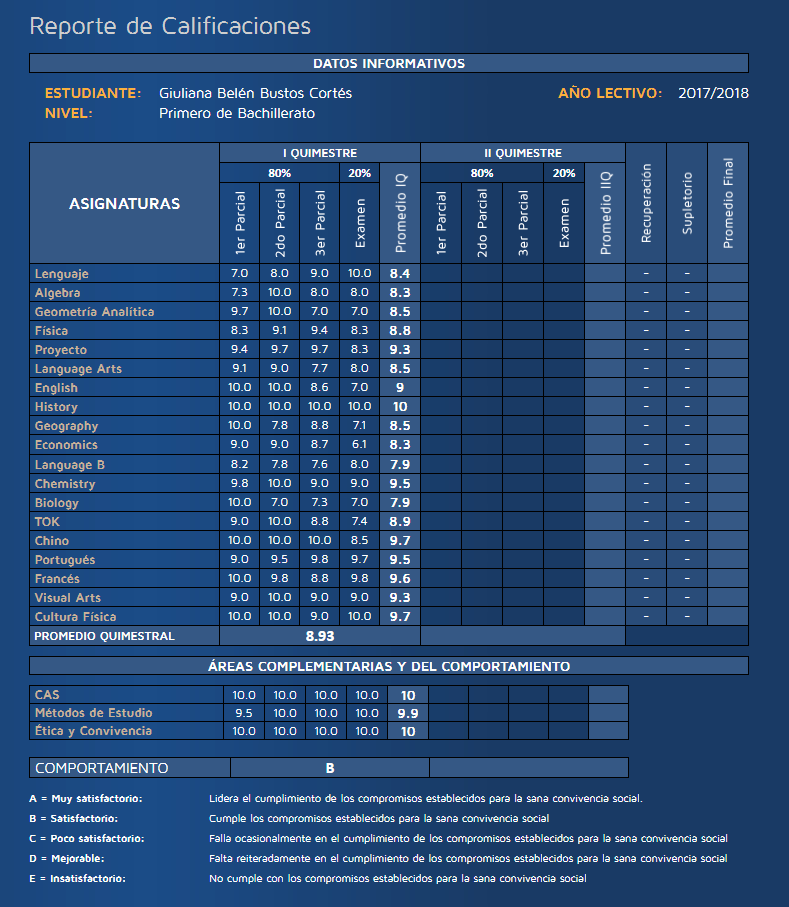 Reporte de Calificaciones
DATOS INFORMATIVOS
ESTUDIANTE: Giuliana Belén Bustos Cortés AÑO LECTIVO: 2017/2018
NIVEL: Primero de Bachillerato
ASIGNATURAS I QUIMESTRE II QUIMESTRE Recuperación Supletorio Promedio Final
80% 20% Promedio IQ 80% 20% Promedio IIQ
1er Parcial 2do Parcial 3er Parcial Examen 1er Parcial 2do Parcial 3er Parcial Examen
Lenguaje 7.0 8.0 9.0 10.0 8.4 - -
Algebra 7.3 10.0 8.0 8.0 8.3 - -
Geometría Analítica 9.7 10.0 7.0 7.0 8.5 - -
Física 8.3 9.1 9.4 8.3 8.8 - -
Proyecto 9.4 9.7 9.7 8.3 9.3 - -
Language Arts 9.1 9.0 7.7 8.0 8.5 - -
English 10.0 10.0 8.6 7.0 9 - -
History 10.0 10.0 10.0 10.0 10 - -
Geography 10.0 7.8 8.8 7.1 8.5 - -
Economics 9.0 9.0 8.7 6.1 8.3 - -
Language B 8.2 7.8 7.6 8.0 7.9 - -
Chemistry 9.8 10.0 9.0 9.0 9.5 - -
Biology 10.0 7.0 7.3 7.0 7.9 - -
TOK 9.0 10.0 8.8 7.4 8.9 - -
Chino 10.0 10.0 10.0 8.5 9.7 - -
Portugués 9.0 9.5 9.8 9.7 9.5 - -
Francés 10.0 9.8 8.8 9.8 9.6 - -
Visual Arts 9.0 10.0 9.0 9.0 9.3 - -
Cultura Física 10.0 10.0 9.0 10.0 9.7 - -
PROMEDIO QUIMESTRAL 8.93
ÁREAS COMPLEMENTARIAS Y DEL COMPORTAMIENTO
CAS 10.0 10.0 10.0 10.0 10
Métodos de Estudio 9.5 10.0 10.0 10.0 9.9
Ética y Convivencia 10.0 10.0 10.0 10.0 10
COMPORTAMIENTO B
A = Muy satisfactorio: Lidera el cumplimiento de los compromisos establecidos para la sana convivencia social.
B = Satisfactorio: Cumple los compromisos establecidos para la sana convivencia social
C = Poco satisfactorio: Falla ocasionalmente en el cumplimiento de los compromisos establecidos para la sana convivencia social
D = Mejorable: Falta reiteradamente en el cumplimiento de los compromisos establecidos para la sana convivencia social
E = Insatisfactorio: No cumple con los compromisos establecidos para la sana convivencia social